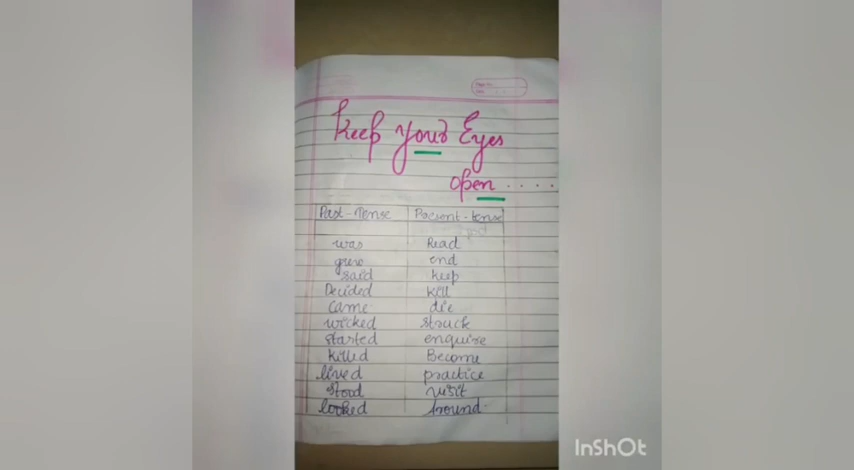 Keep your Eyes
open ....
Past-Tense Present-tense
was Read
grew end
said keep
Decided kill
came die
wicked struck
started enquire
killed Become
lived practice
stood visit
looked
InShOt